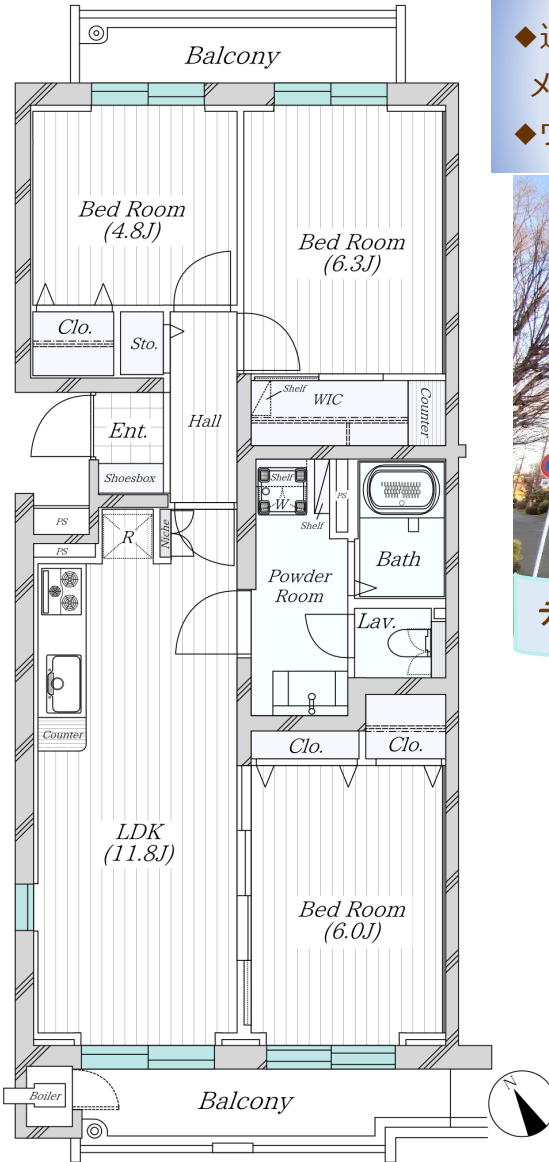 Balcony
◆
メ
◆ワ
Bed Room
(4.8J)
Bed Room
(6.3J)
Clo.
Sto.
Ent.
Hall
Shelf
WIC
Counter
Shoesbox
PS
PS
R
Niche
Shelf
W
Shelf
PS
Bath
Powder
Room
Lav.
Counter
Clo.
Clo.
LDK
(11.8J)
Bed Room
(6.0J)
Boiler
Balcony
N